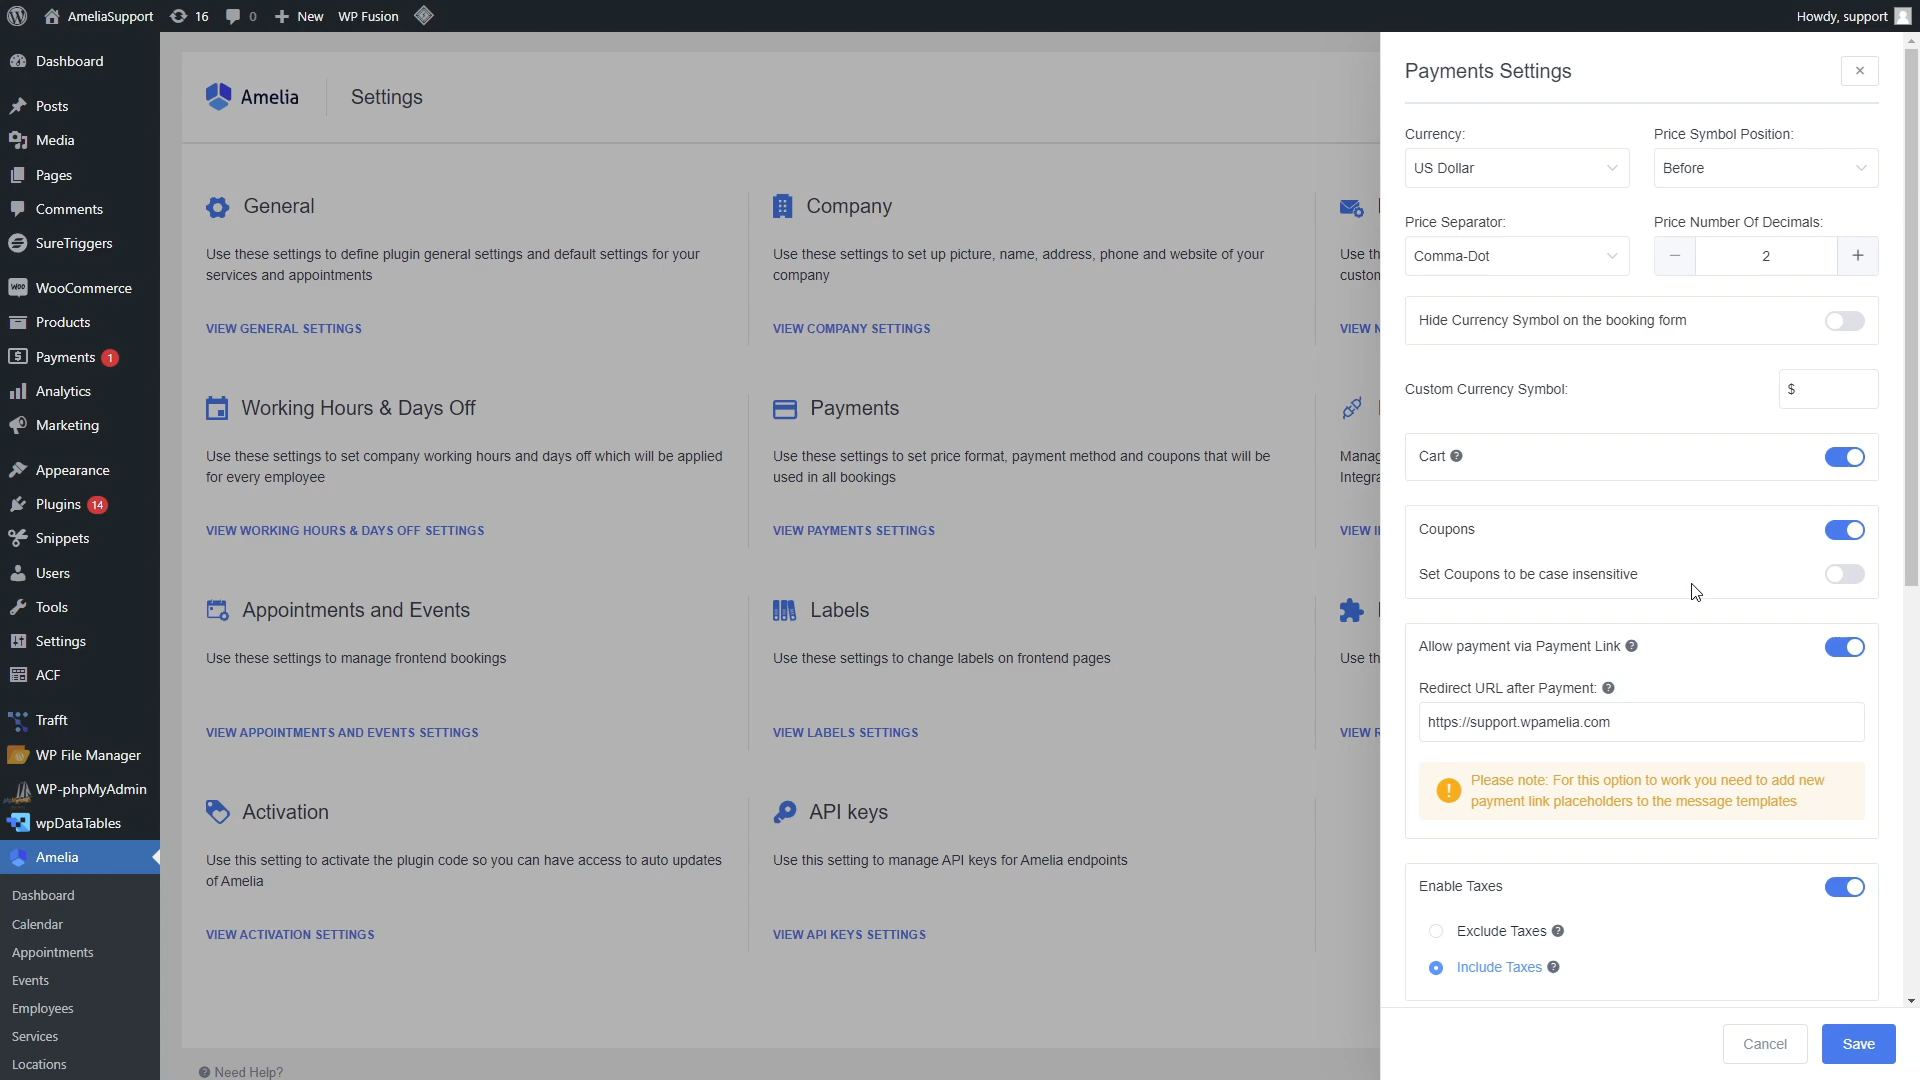 AmeliaSupport
16
0
New
WP Fusion
Howdy, support
Dashboard
Posts
Media
Pages
Comments
SureTriggers
WooCommerce
Products
Payments 1
Analytics
Marketing
Appearance
Plugins 14
Snippets
Users
Tools
Settings
ACF
Trafft
WP File Manager
WP-phpMyAdmin
wpDataTables
Amelia
Dashboard
Calendar
Appointments
Events
Employees
Services
Locations
Amelia
Settings
General
Use these settings to define plugin general settings and default settings for your
services and appointments
VIEW GENERAL SETTINGS
Company
Use these settings to set up picture, name, address, phone and website of your
company
VIEW COMPANY SETTINGS
Use th
custon
VIEW N
Working Hours & Days Off
Use these settings to set company working hours and days off which will be applied
for every employee
VIEW WORKING HOURS & DAYS OFF SETTINGS
Payments
Use these settings to set price format, payment method and coupons that will be
used in all bookings
VIEW PAYMENTS SETTINGS
Manag
Integra
VIEW I
Appointments and Events
Use these settings to manage frontend bookings
VIEW APPOINTMENTS AND EVENTS SETTINGS
Labels
Use these settings to change labels on frontend pages
VIEW LABELS SETTINGS
Use th
VIEW R
Activation
Use this setting to activate the plugin code so you can have access to auto updates
of Amelia
VIEW ACTIVATION SETTINGS
API keys
Use this setting to manage API keys for Amelia endpoints
VIEW API KEYS SETTINGS
Need Help?
Payments Settings
Currency:
US Dollar
Price Symbol Position:
Before
Price Separator:
Comma-Dot
Price Number Of Decimals:
2
Hide Currency Symbol on the booking form
Custom Currency Symbol:
$
Cart
Coupons
Set Coupons to be case insensitive
Allow payment via Payment Link
Redirect URL after Payment:
https://support.wpamelia.com
Please note: For this option to work you need to add new
payment link placeholders to the message templates
Enable Taxes
Exclude Taxes
Include Taxes
Cancel
Save